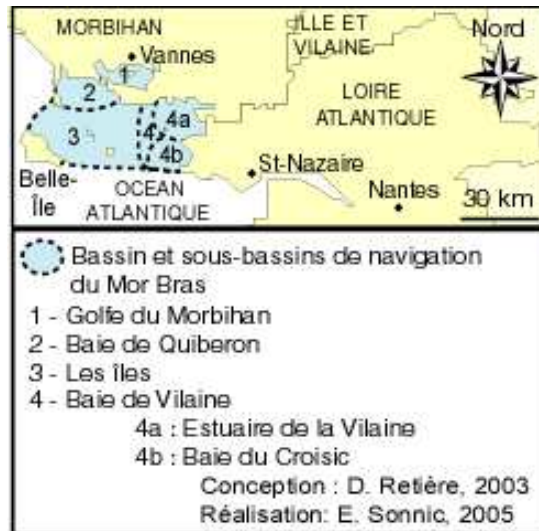 MORBIHAN
ILLE ET
VILAINE
Nord
Vannes
1
2
3
4
4a
4b
LOIRE
ATLANTIQUE
Belle-
Île
OCEAN
ATLANTIQUE
St-Nazaire
Nantes
30 km
Bassin et sous-bassins de navigation
du Mor Bras
1 - Golfe du Morbihan
2 - Baie de Quiberon
3 - Les îles
4 - Baie de Vilaine
4a : Estuaire de la Vilaine
4b : Baie du Croisic
Conception : D. Retière, 2003
Réalisation: E. Sonnic, 2005